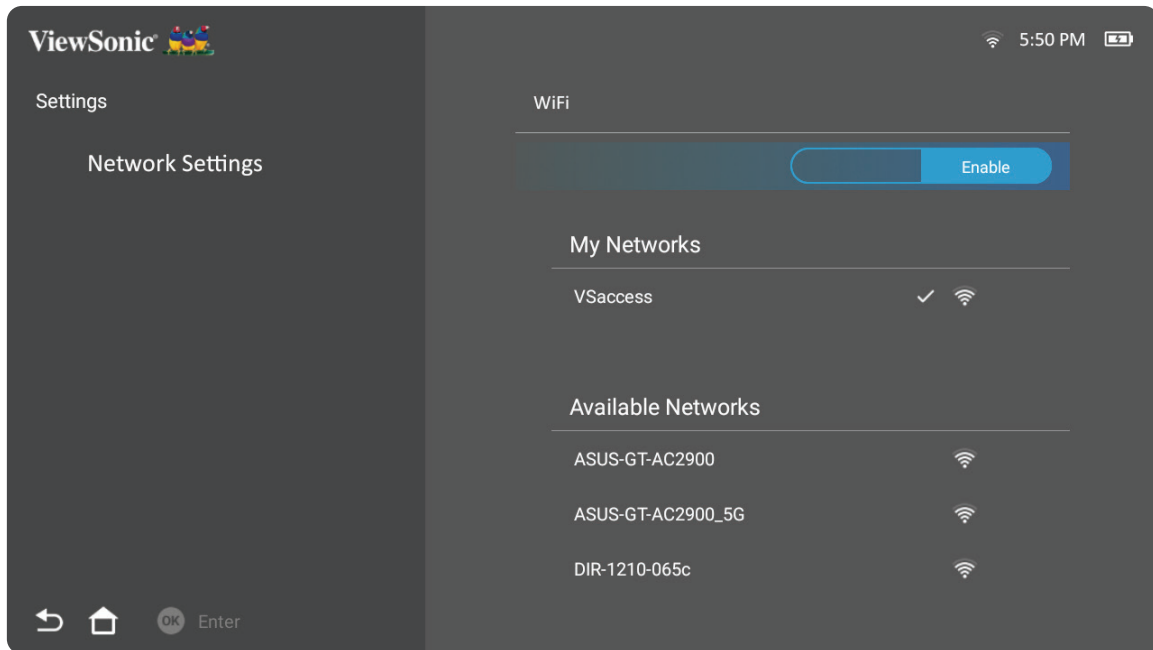 ViewSonic®
5:50 PM
Settings
Network Settings
WiFi
Enable
My Networks
VSaccess
Available Networks
ASUS-GT-AC2900
ASUS-GT-AC2900_5G
DIR-1210-065c
OK Enter